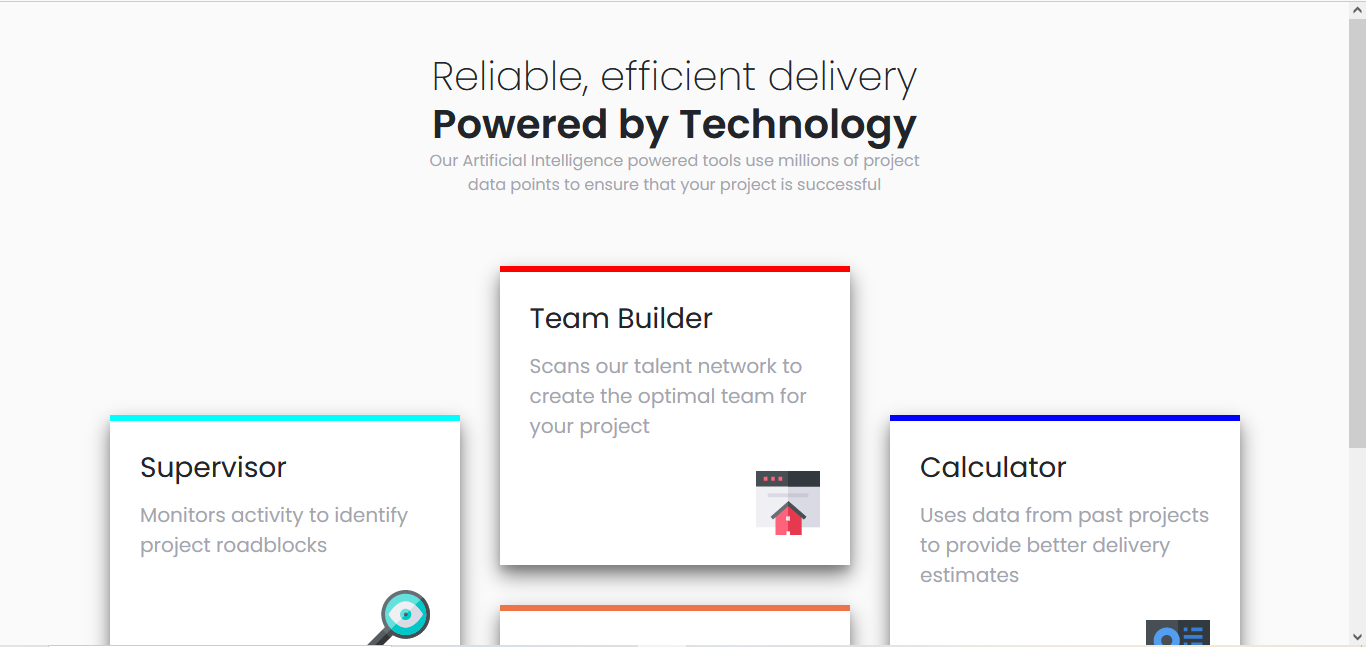 Reliable, efficient delivery
Powered by Technology
Our Artificial Intelligence powered tools use millions of project
data points to ensure that your project is successful
Team Builder
Scans our talent network to
create the optimal team for
your project
Supervisor
Monitors activity to identify
project roadblocks
Calculator
Uses data from past projects
to provide better delivery
estimates